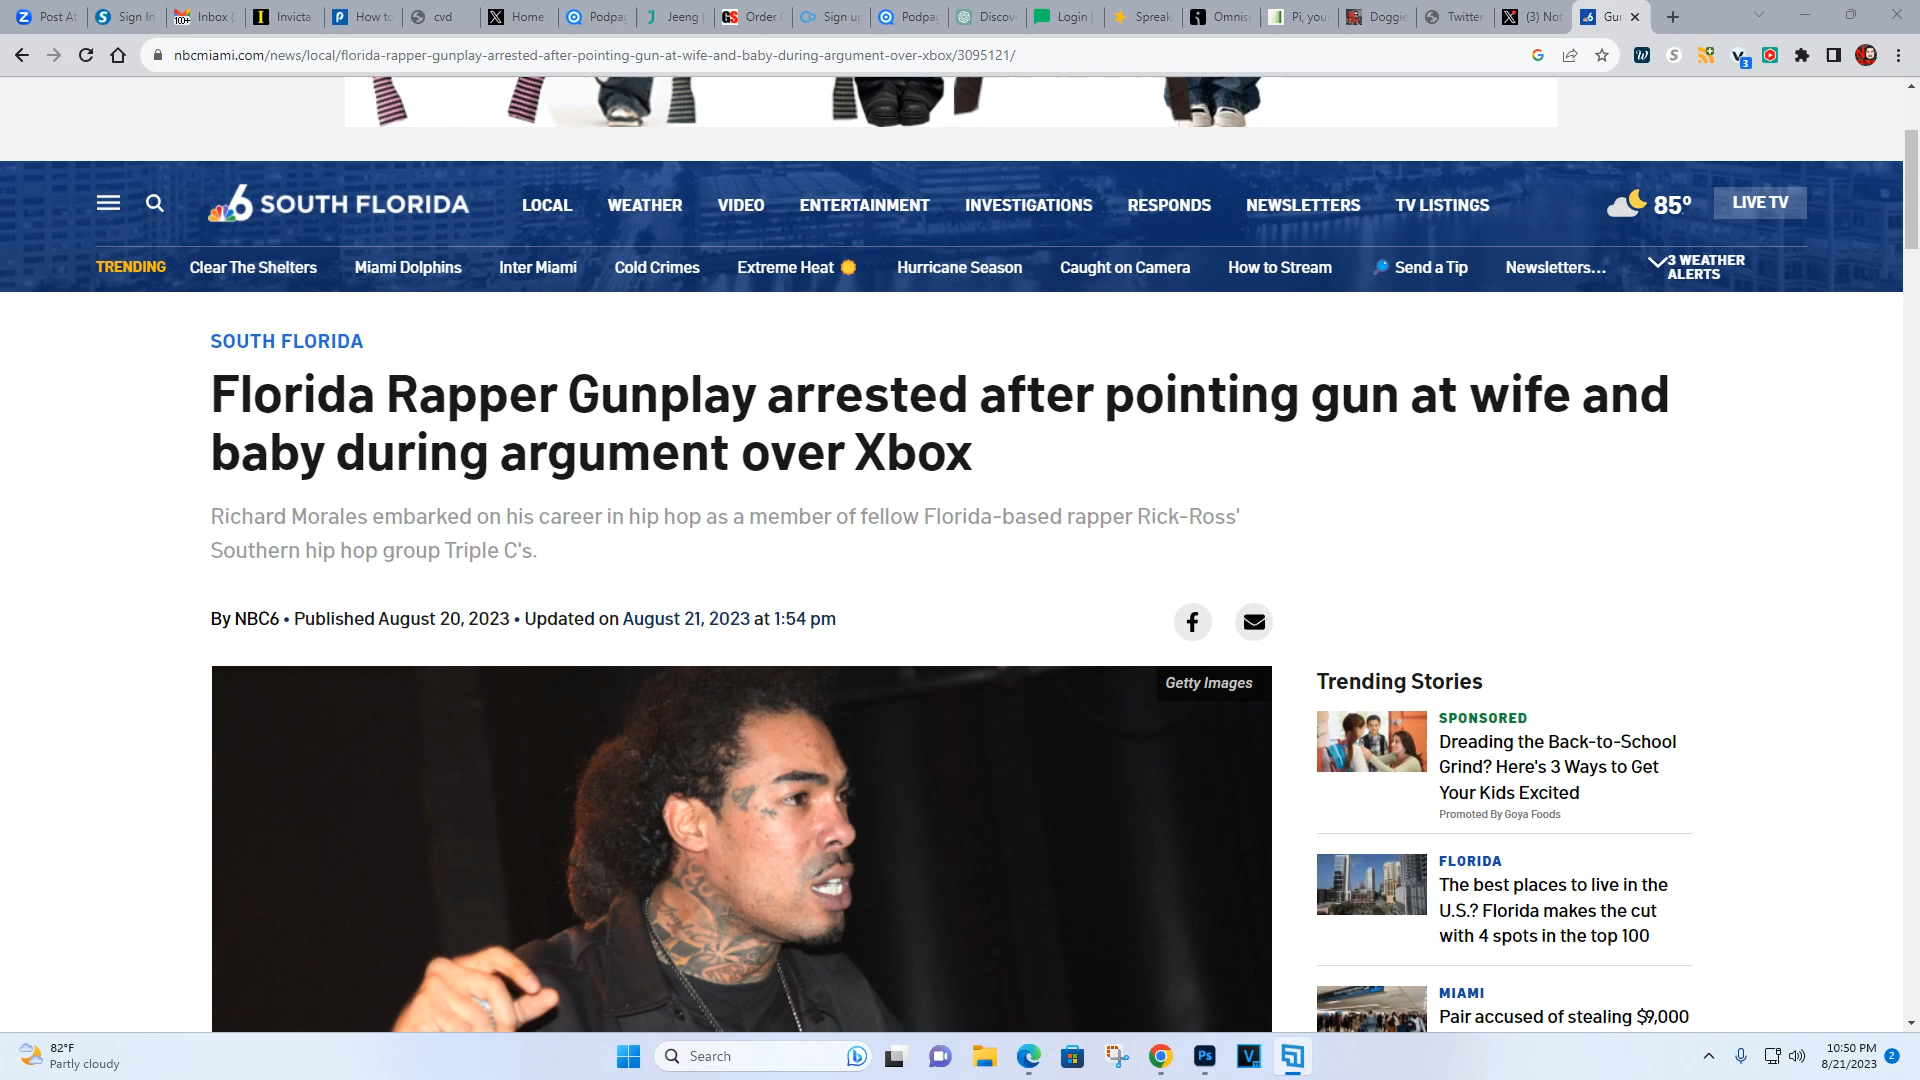 Post At
Sign In
100+
Inbox (
Invicta
How to
cvd
Home
Podpag
Jeeng
Order
Sign up
Podpag
Discov
Login
Speak
Omnis
Pi, you
Doggie
Twitter
(3) Not
Gu
nbcmiami.com/news/local/florida-rapper-gunplay-arrested-after-pointing-gun-at-wife-and-baby-during-argument-over-xbox/3095121/
3
6 SOUTH FLORIDA
LOCAL
WEATHER
VIDEO
ENTERTAINMENT
INVESTIGATIONS
RESPONDS
NEWSLETTERS
TV LISTINGS
85º
LIVE TV
TRENDING
Clear The Shelters
Miami Dolphins
Inter Miami
Cold Crimes
Extreme Heat
Hurricane Season
Caught on Camera
How to Stream
Send a Tip
Newsletters...
3 WEATHER
ALERTS
SOUTH FLORIDA
Florida Rapper Gunplay arrested after pointing gun at wife and
baby during argument over Xbox
Richard Morales embarked on his career in hip hop as a member of fellow Florida-based rapper Rick-Ross'
Southern hip hop group Triple C's.
By NBC6 • Published August 20, 2023 • Updated on August 21, 2023 at 1:54 pm
Getty Images
Trending Stories
SPONSORED
Dreading the Back-to-School
Grind? Here's 3 Ways to Get
Your Kids Excited
Promoted By Goya Foods
FLORIDA
The best places to live in the
U.S.? Florida makes the cut
with 4 spots in the top 100
MIAMI
Pair accused of stealing $9,000
82°F
Partly cloudy
Search
Ps
V
10:50 PM
8/21/2023
2